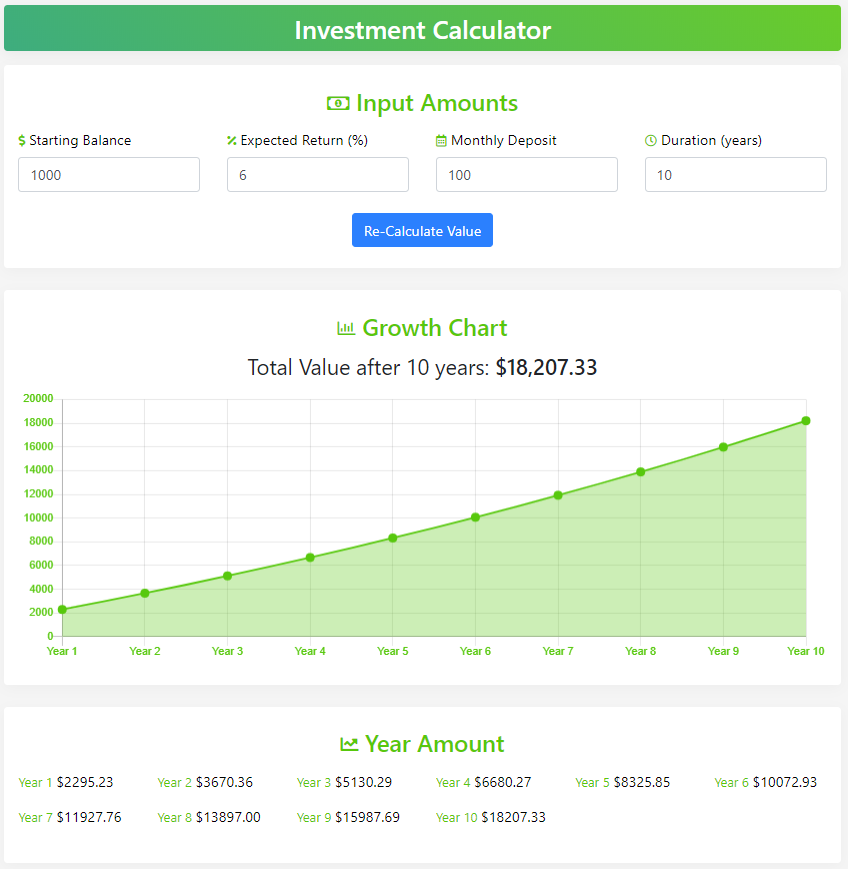 Investment Calculator
Input Amounts
$ Starting Balance % Expected Return (%) Monthly Deposit Duration (years)
1000 6 100 10
Re-Calculate Value
Growth Chart
Total Value after 10 years: $18,207.33
20000
18000
16000
14000
12000
10000
8000
6000
4000
2000
0
Year 1 Year 2 Year 3 Year 4 Year 5 Year 6 Year 7 Year 8 Year 9 Year 10
Year Amount
Year 1 $2295.23 Year 2 $3670.36 Year 3 $5130.29 Year 4 $6680.27 Year 5 $8325.85 Year 6 $10072.93
Year 7 $11927.76 Year 8 $13897.00 Year 9 $15987.69 Year 10 $18207.33